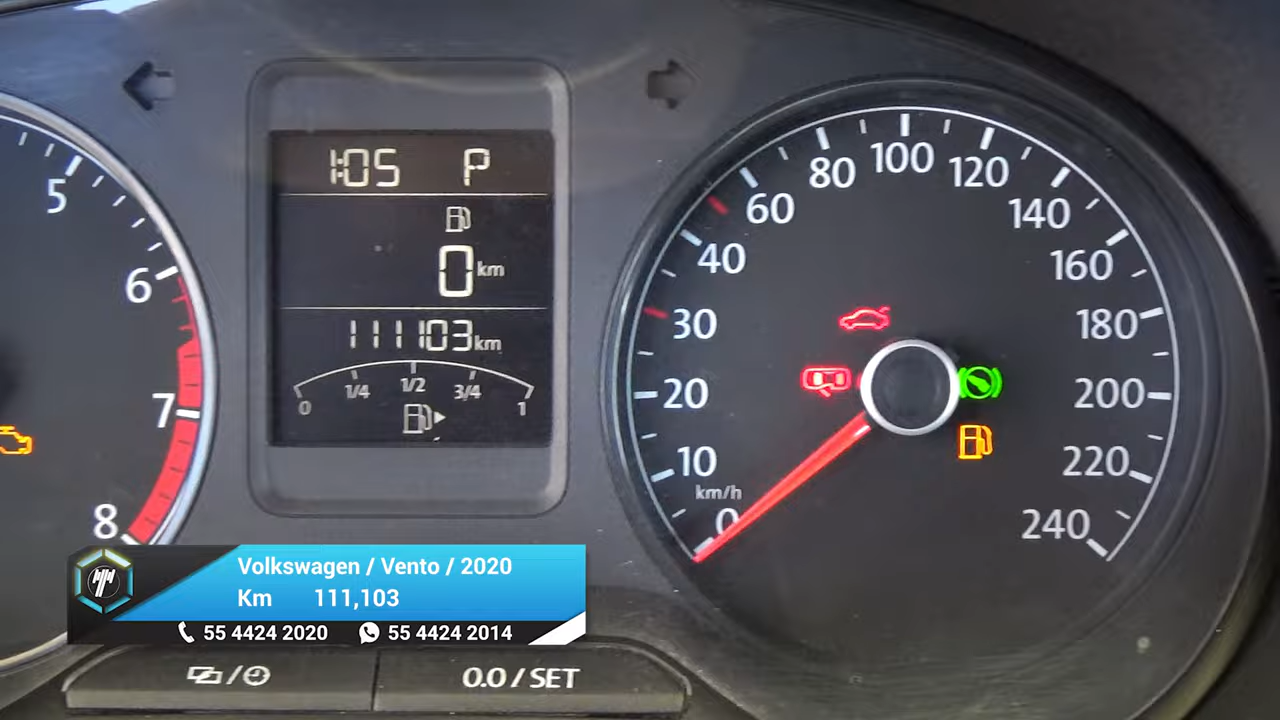 5
6
7
8
1:05 P
0 km
111103 km
0 1/4 1/2 3/4 1
0
10
20
30
40
60
80
100
120
140
160
180
200
220
240
km/h
Volkswagen / Vento / 2020
Km 111,103
55 4424 2020 55 4424 2014
0.0 / SET